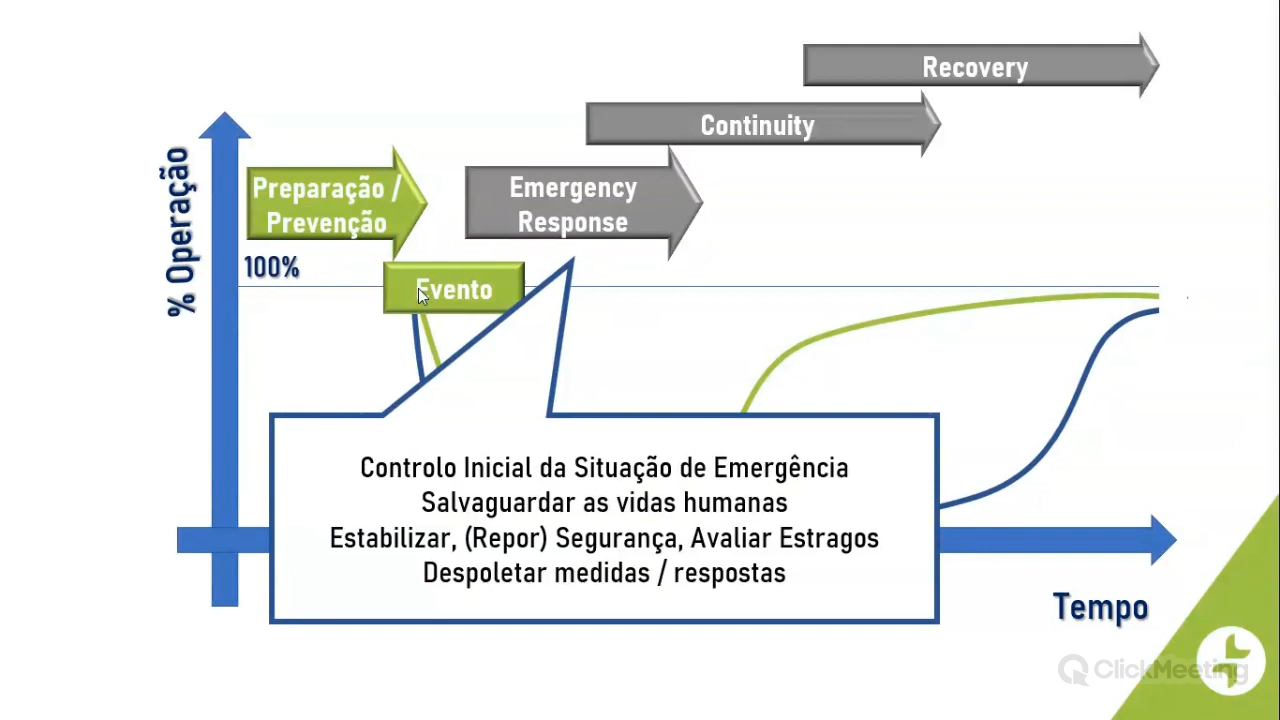 Recovery
Continuity
Preparação /
Prevenção
Emergency
Response
% Operação
100%
Evento
Controlo Inicial da Situação de Emergência
Salvaguardar as vidas humanas
Estabilizar, (Repor) Segurança, Avaliar Estragos
Despoletar medidas / respostas
Tempo
ClickMeeting